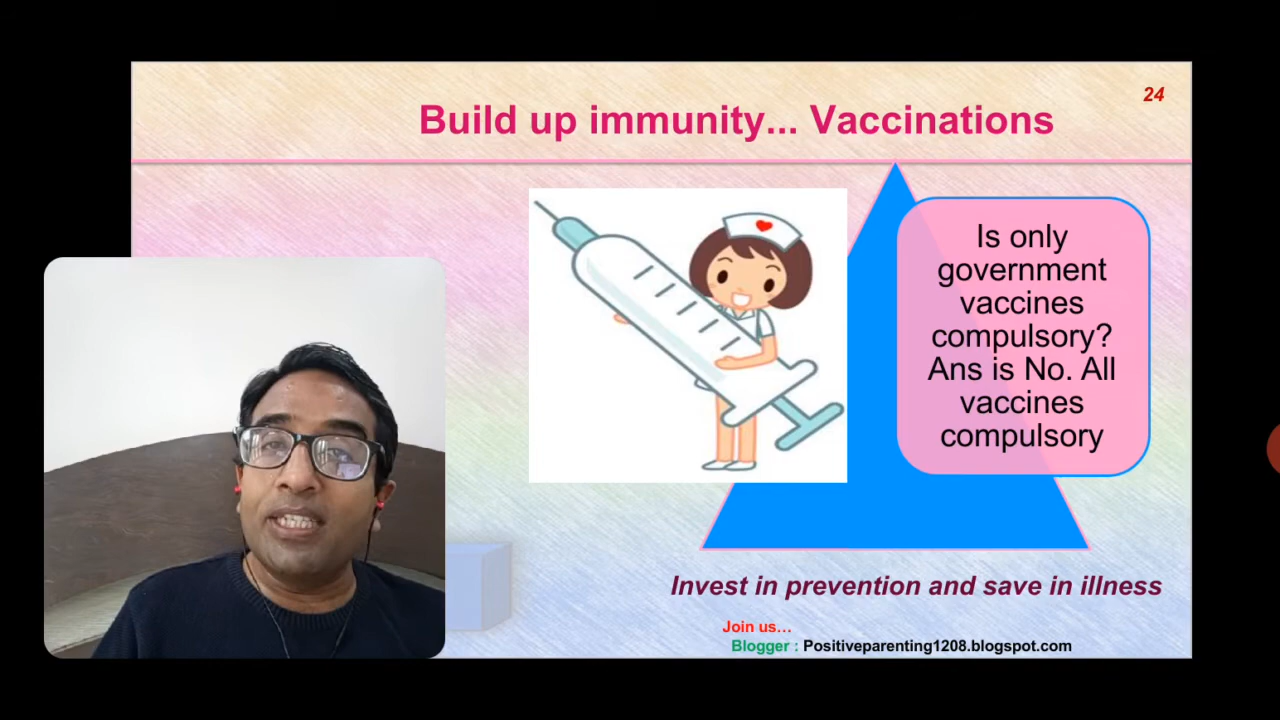 24
Build up immunity... Vaccinations
Is only
government
vaccines
compulsory?
Ans is No. All
vaccines
compulsory
Invest in prevention and save in illness
Join us...
Blogger : Positiveparenting1208.blogspot.com